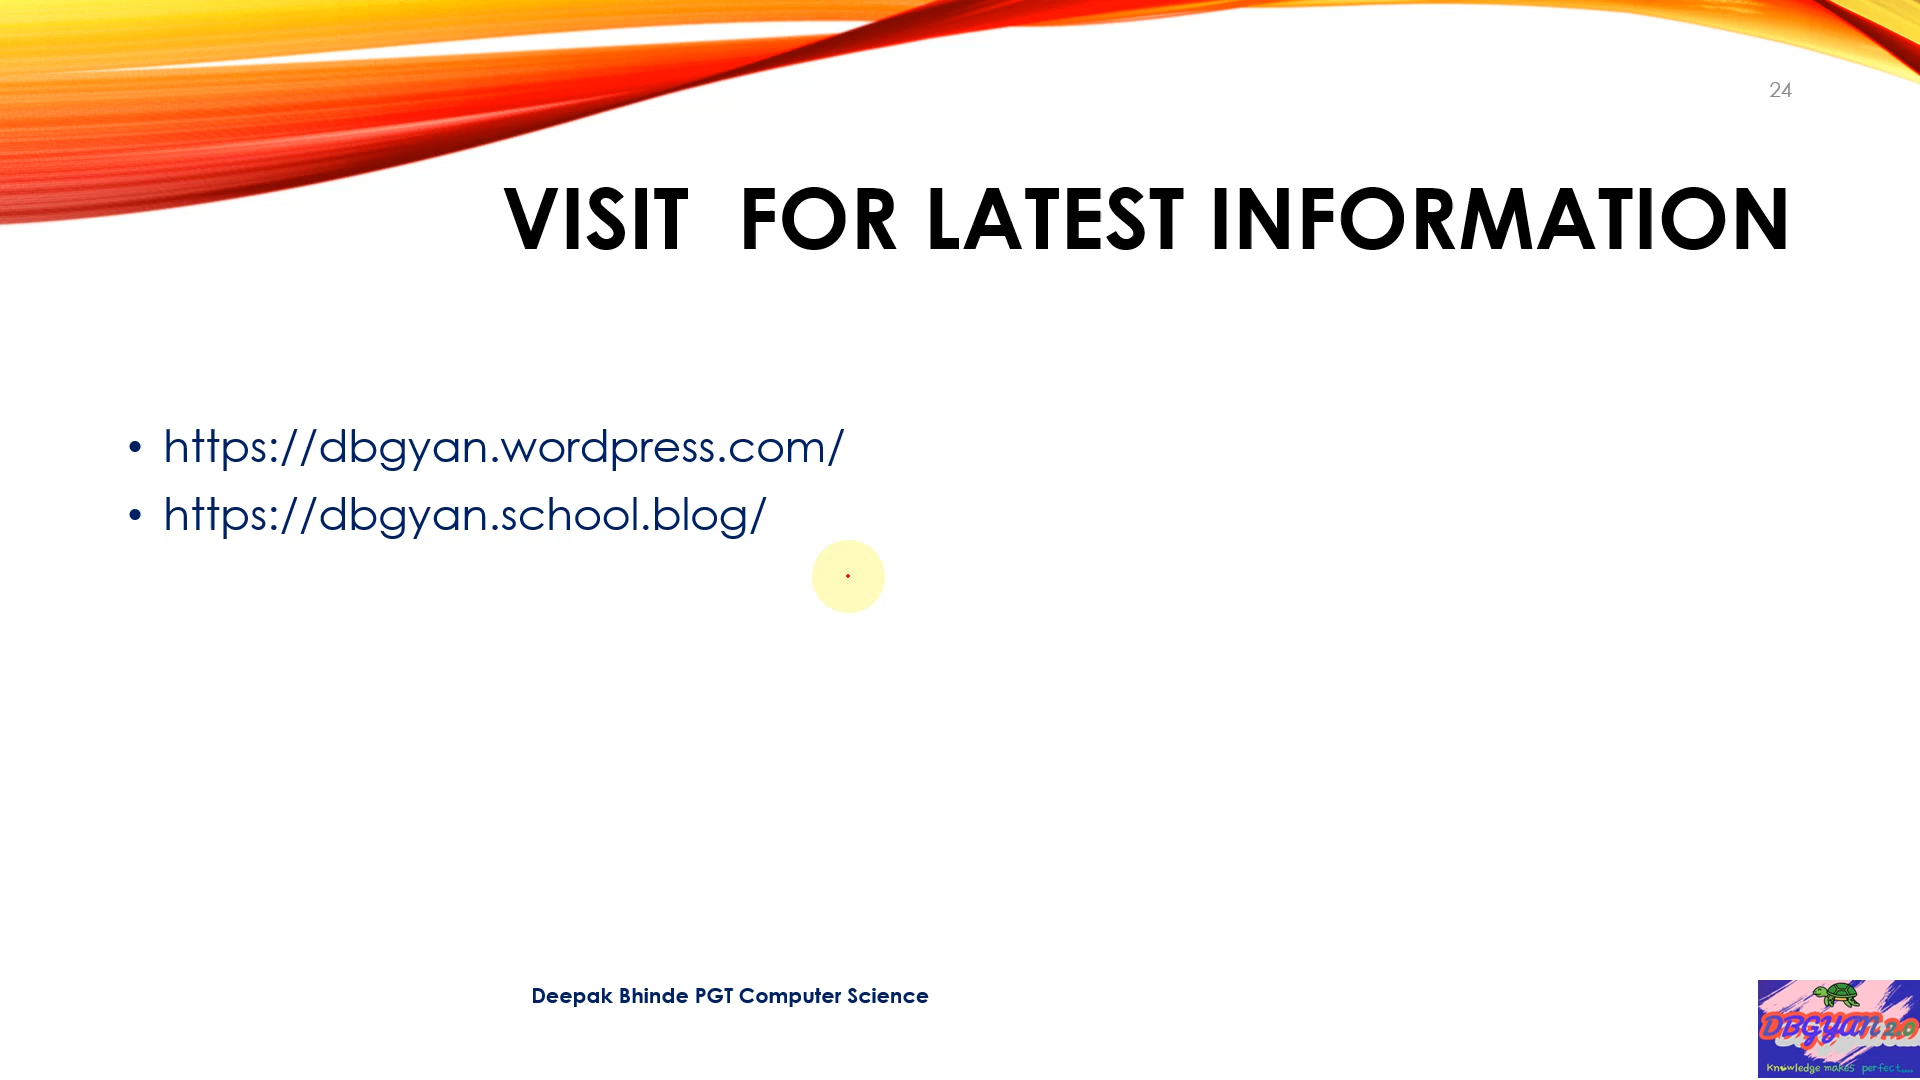 24
VISIT FOR LATEST INFORMATION
• https://dbgyan.wordpress.com/
• https://dbgyan.school.blog/
Deepak Bhinde PGT Computer Science
DBGYAN 2.0
Knowledge makes perfect....